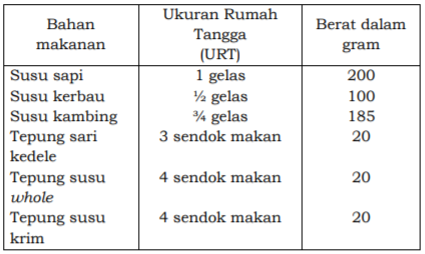 Bahan makanan | Ukuran Rumah Tangga (URT) | Berat dalam gram
Susu sapi | 1 gelas | 200
Susu kerbau | ½ gelas | 100
Susu kambing | ¾ gelas | 185
Tepung sari kedele | 3 sendok makan | 20
Tepung susu whole | 4 sendok makan | 20
Tepung susu krim | 4 sendok makan | 20